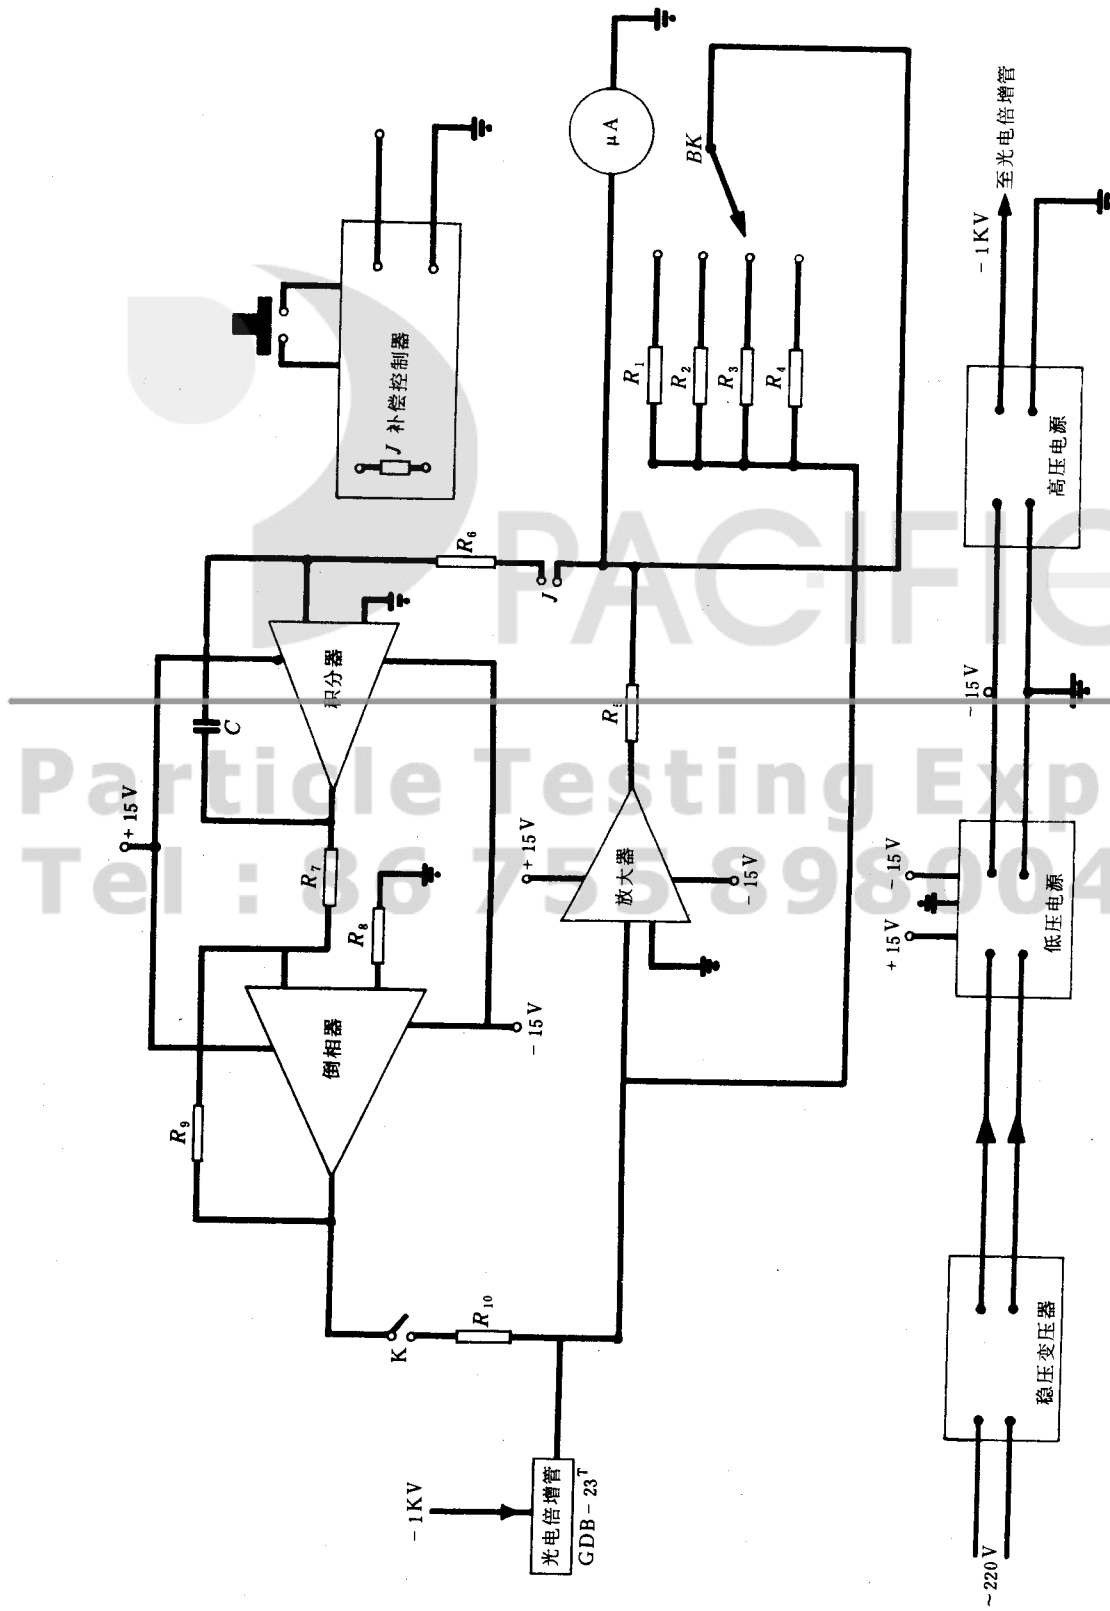 +15V
C
积分器
R6
J
J 补偿控制器
R9
倒相器
R7
R8
-15V
K
R10
-1KV
光电倍增管
GDB-23T
+15V
放大器
-15V
R5
μA
BK
R1
R2
R3
R4
~220V
稳压变压器
+15V
-15V
低压电源
~15V
高压电源
-1KV
至光电倍增管
PACIFIC
Particle Testing Exp
Tel : 86 755 898004